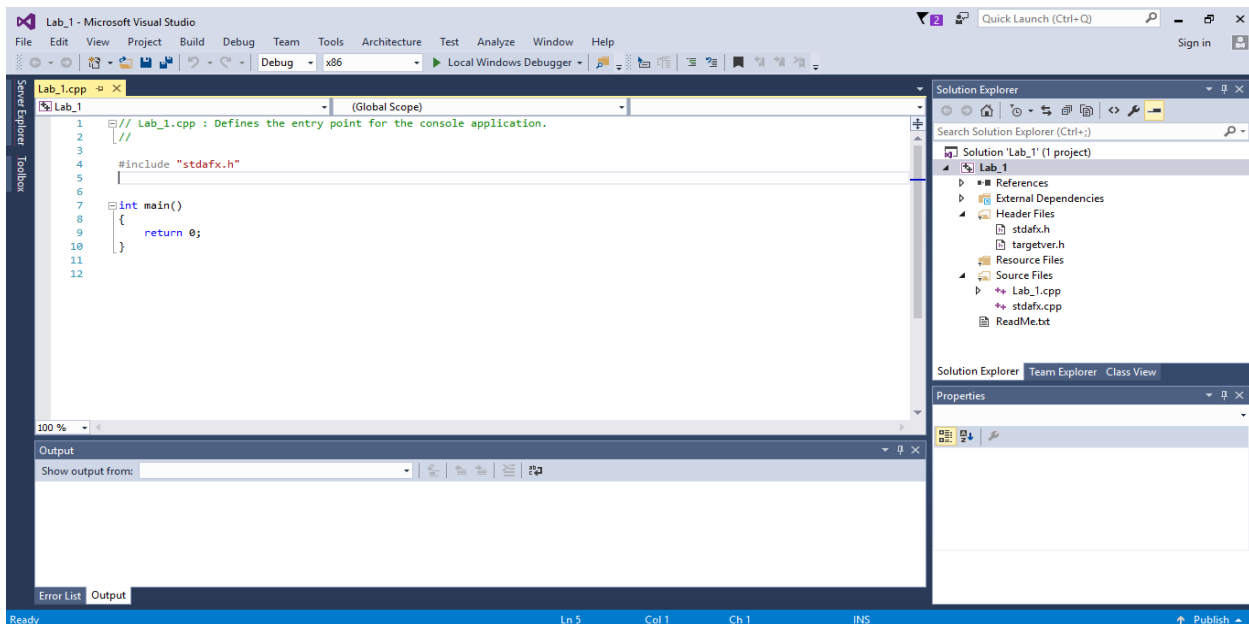 Lab_1 - Microsoft Visual Studio
2
Quick Launch (Ctrl+Q)
File Edit View Project Build Debug Team Tools Architecture Test Analyze Window Help
Sign in
Debug x86 Local Windows Debugger
Server Explorer
Toolbox
Lab_1.cpp
Lab_1
(Global Scope)
1 // Lab_1.cpp : Defines the entry point for the console application.
2 //
3
4 #include "stdafx.h"
5
6
7 int main()
8 {
9 return 0;
10 }
11
12
100 %
Output
Show output from:
Error List Output
Solution Explorer
Search Solution Explorer (Ctrl+;)
Solution 'Lab_1' (1 project)
Lab_1
References
External Dependencies
Header Files
stdafx.h
targetver.h
Resource Files
Source Files
Lab_1.cpp
stdafx.cpp
ReadMe.txt
Solution Explorer Team Explorer Class View
Properties
Ready Ln 5 Col 1 Ch 1 INS Publish